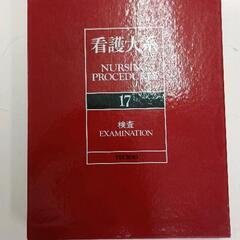 看護大系
NURSING
PROCEDURES
17
検査
EXAMINATION